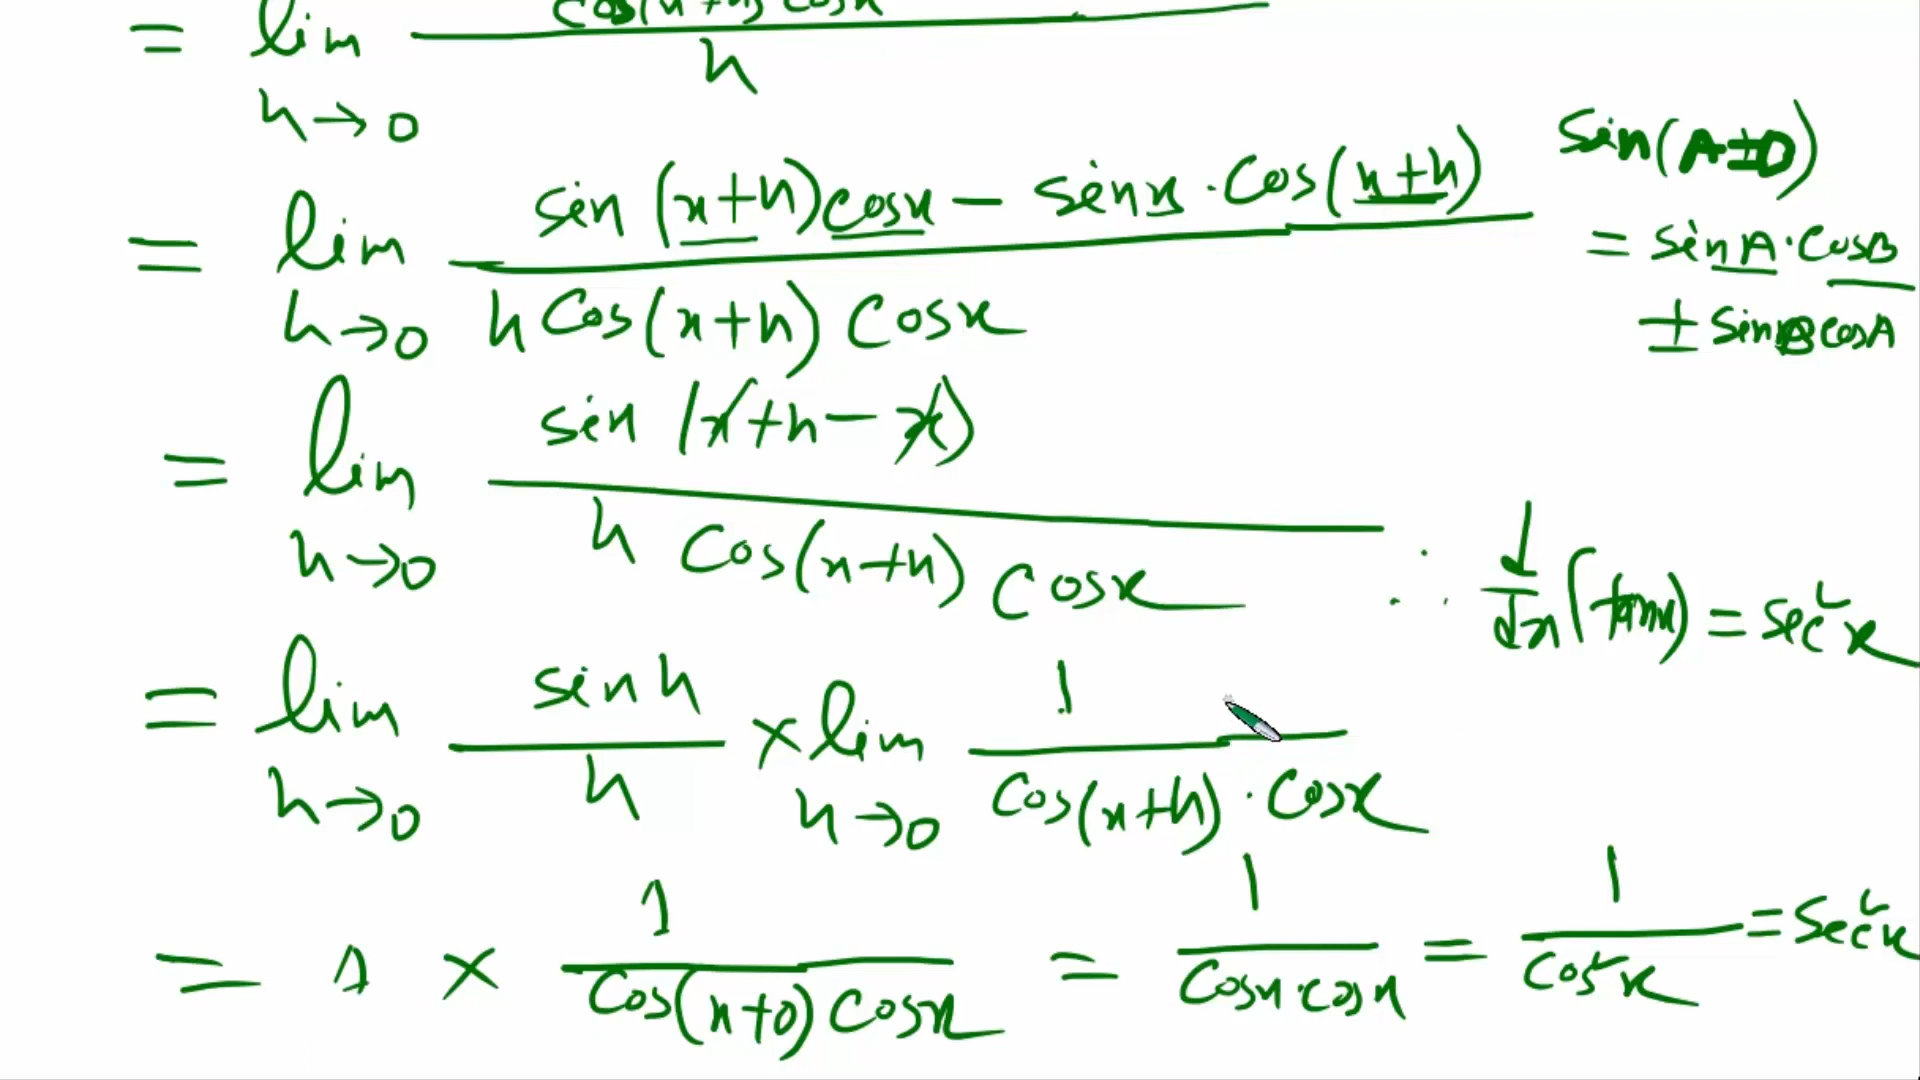 = lim cos(x+h) cosx / h
h→0
= lim sin(x+h)cosx − sinx·cos(x+h) / h cos(x+h) cosx
h→0
sin(A±B)
= sinA·cosB
± sinB cosA
= lim sin(x+h−x) / h cos(x+h) cosx
h→0
∴ d/dx (tanx) = sec²x
= lim sinh / h × lim 1 / cos(x+h)·cosx
h→0 h→0
= 1 × 1 / cos(x+0) cosx = 1 / cosx·cosx = 1 / cos²x = sec²x